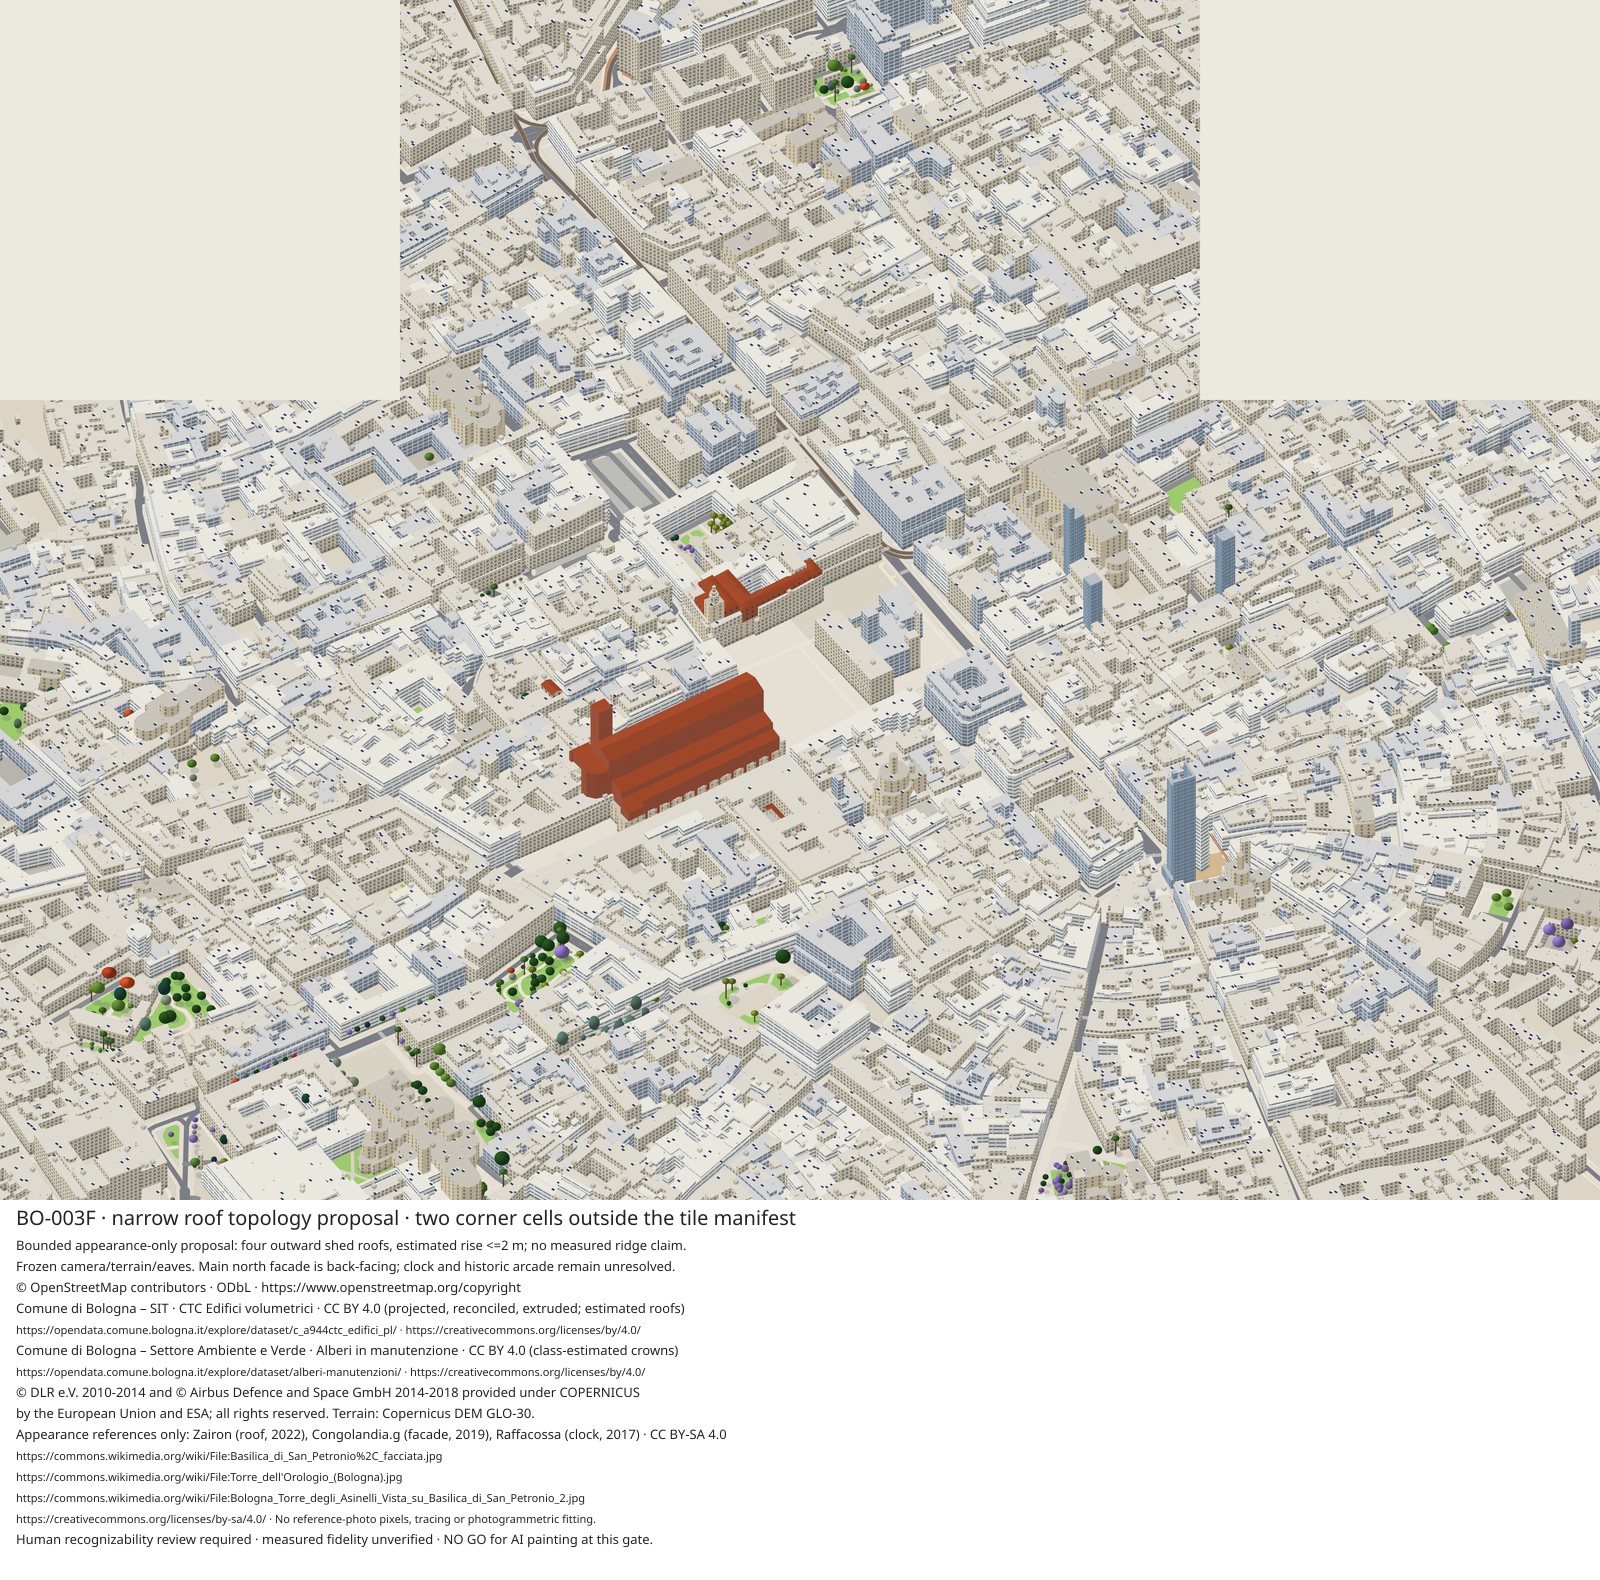 BO-003F · narrow roof topology proposal · two corner cells outside the tile manifest
Bounded appearance-only proposal: four outward shed roofs, estimated rise <=2 m; no measured ridge claim.
Frozen camera/terrain/eaves. Main north facade is back-facing; clock and historic arcade remain unresolved.
© OpenStreetMap contributors · ODbL · https://www.openstreetmap.org/copyright
Comune di Bologna – SIT · CTC Edifici volumetrici · CC BY 4.0 (projected, reconciled, extruded; estimated roofs)
https://opendata.comune.bologna.it/explore/dataset/c_a944ctc_edifici_pl/ · https://creativecommons.org/licenses/by/4.0/
Comune di Bologna – Settore Ambiente e Verde · Alberi in manutenzione · CC BY 4.0 (class-estimated crowns)
https://opendata.comune.bologna.it/explore/dataset/alberi-manutenzioni/ · https://creativecommons.org/licenses/by/4.0/
© DLR e.V. 2010-2014 and © Airbus Defence and Space GmbH 2014-2018 provided under COPERNICUS
by the European Union and ESA; all rights reserved. Terrain: Copernicus DEM GLO-30.
Appearance references only: Zairon (roof, 2022), Congolandia.g (facade, 2019), Raffacossa (clock, 2017) · CC BY-SA 4.0
https://commons.wikimedia.org/wiki/File:Basilica_di_San_Petronio%2C_facciata.jpg
https://commons.wikimedia.org/wiki/File:Torre_dell'Orologio_(Bologna).jpg
https://commons.wikimedia.org/wiki/File:Bologna_Torre_degli_Asinelli_Vista_su_Basilica_di_San_Petronio_2.jpg
https://creativecommons.org/licenses/by-sa/4.0/ · No reference-photo pixels, tracing or photogrammetric fitting.
Human recognizability review required · measured fidelity unverified · NO GO for AI painting at this gate.